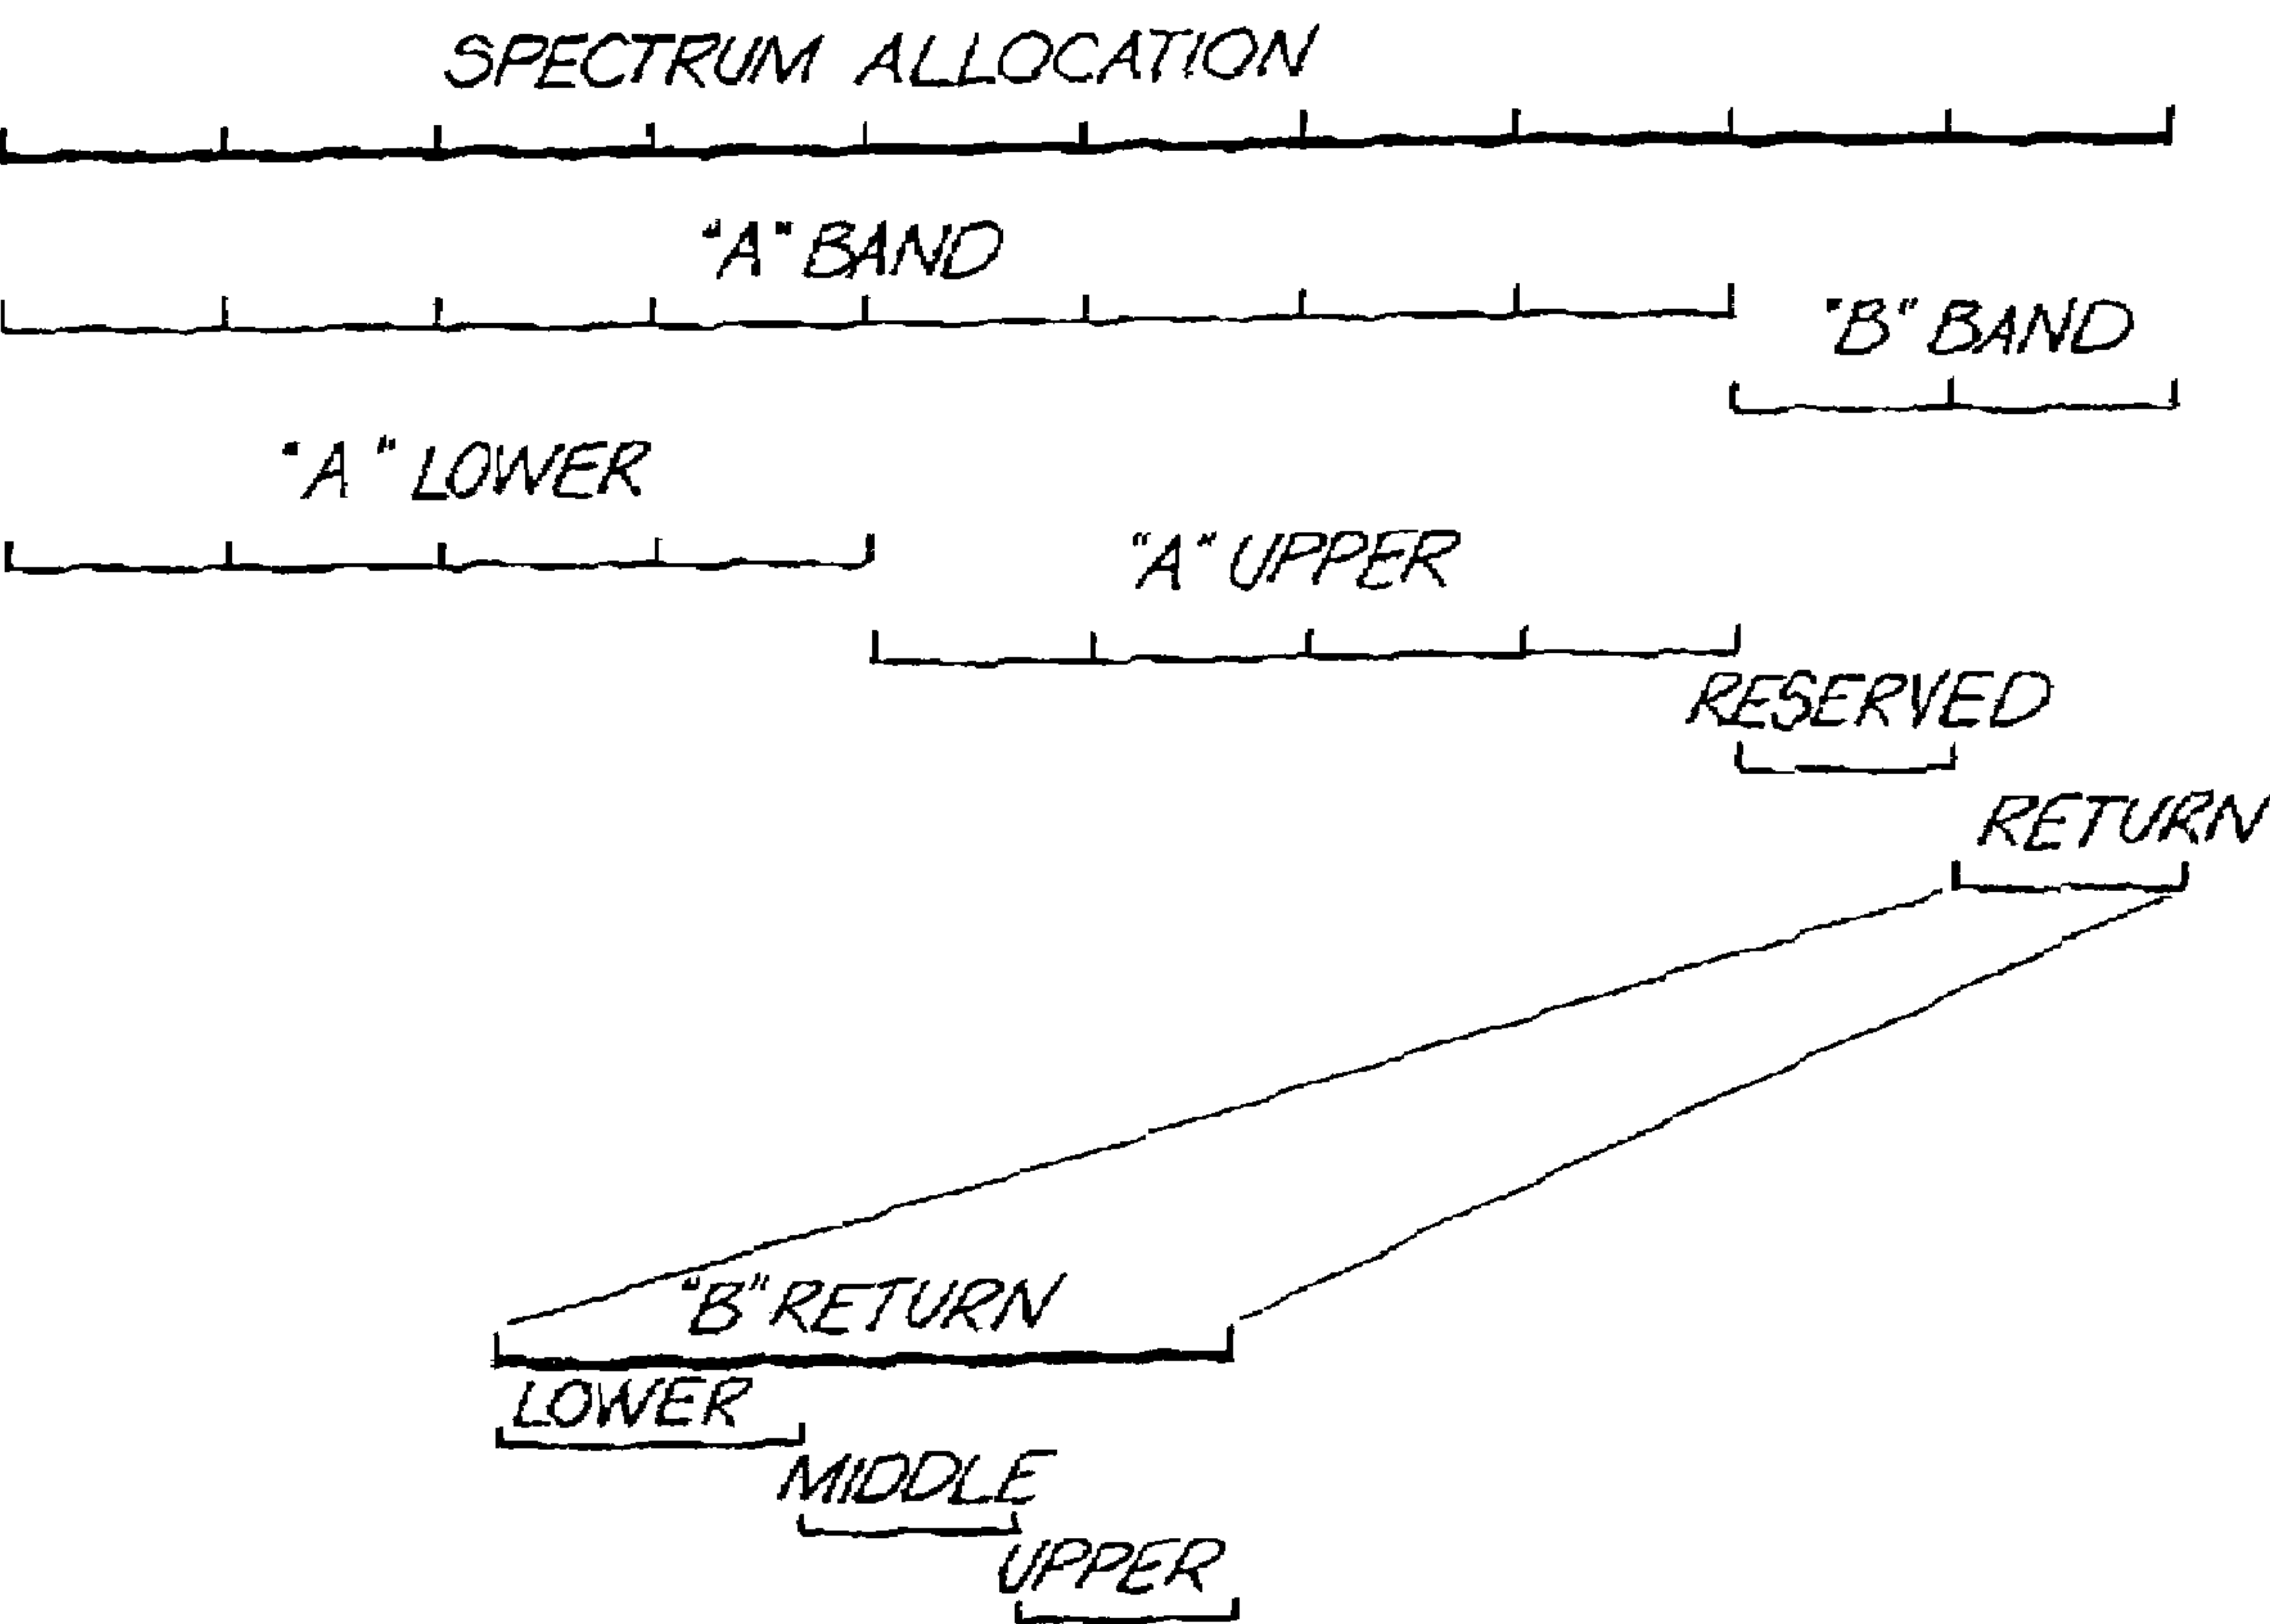 SPECTRUM ALLOCATION
"A" BAND
"B" BAND
"A" LOWER
"A" UPPER
RESERVED
RETURN
"B" RETURN
LOWER
MIDDLE
UPPER